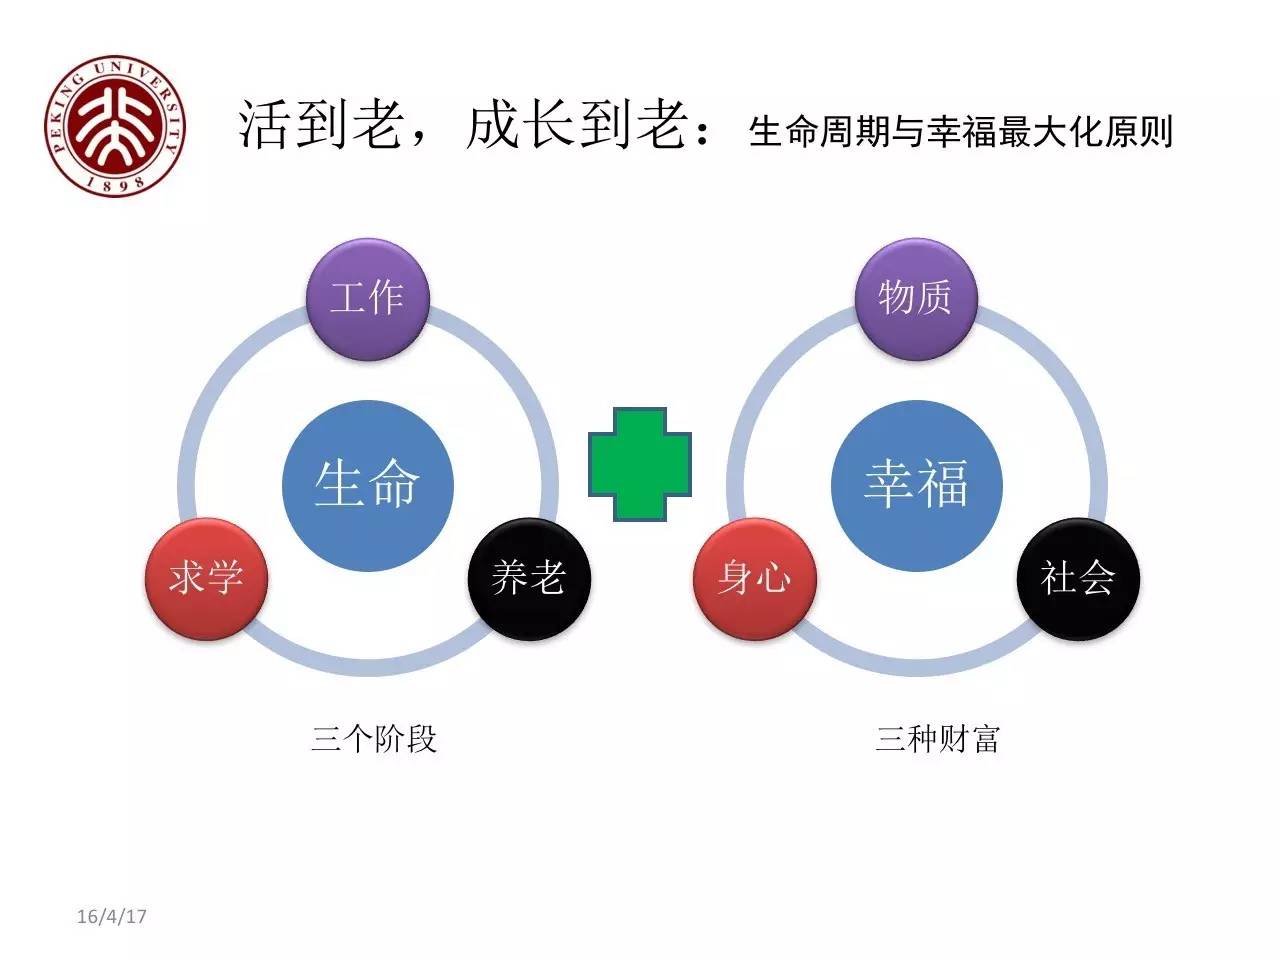 PEKING UNIVERSITY
1898
活到老，成长到老：生命周期与幸福最大化原则
工作
生命
求学
养老
三个阶段
物质
幸福
身心
社会
三种财富
16/4/17